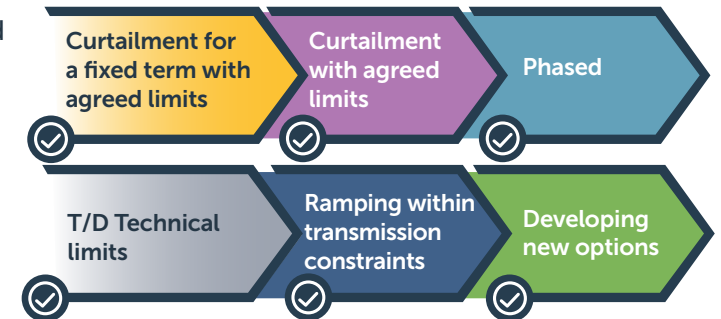 Curtailment for
a fixed term with
agreed limits
Curtailment
with agreed
limits
Phased
T/D Technical
limits
Ramping within
transmission
constraints
Developing
new options